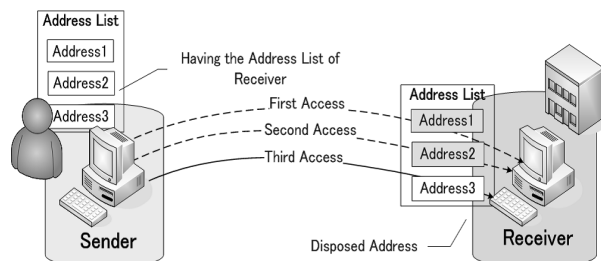 Address List
Address1
Address2
Address3
Having the Address List of
Receiver
First Access
Second Access
Third Access
Sender
Address List
Address1
Address2
Address3
Disposed Address
Receiver